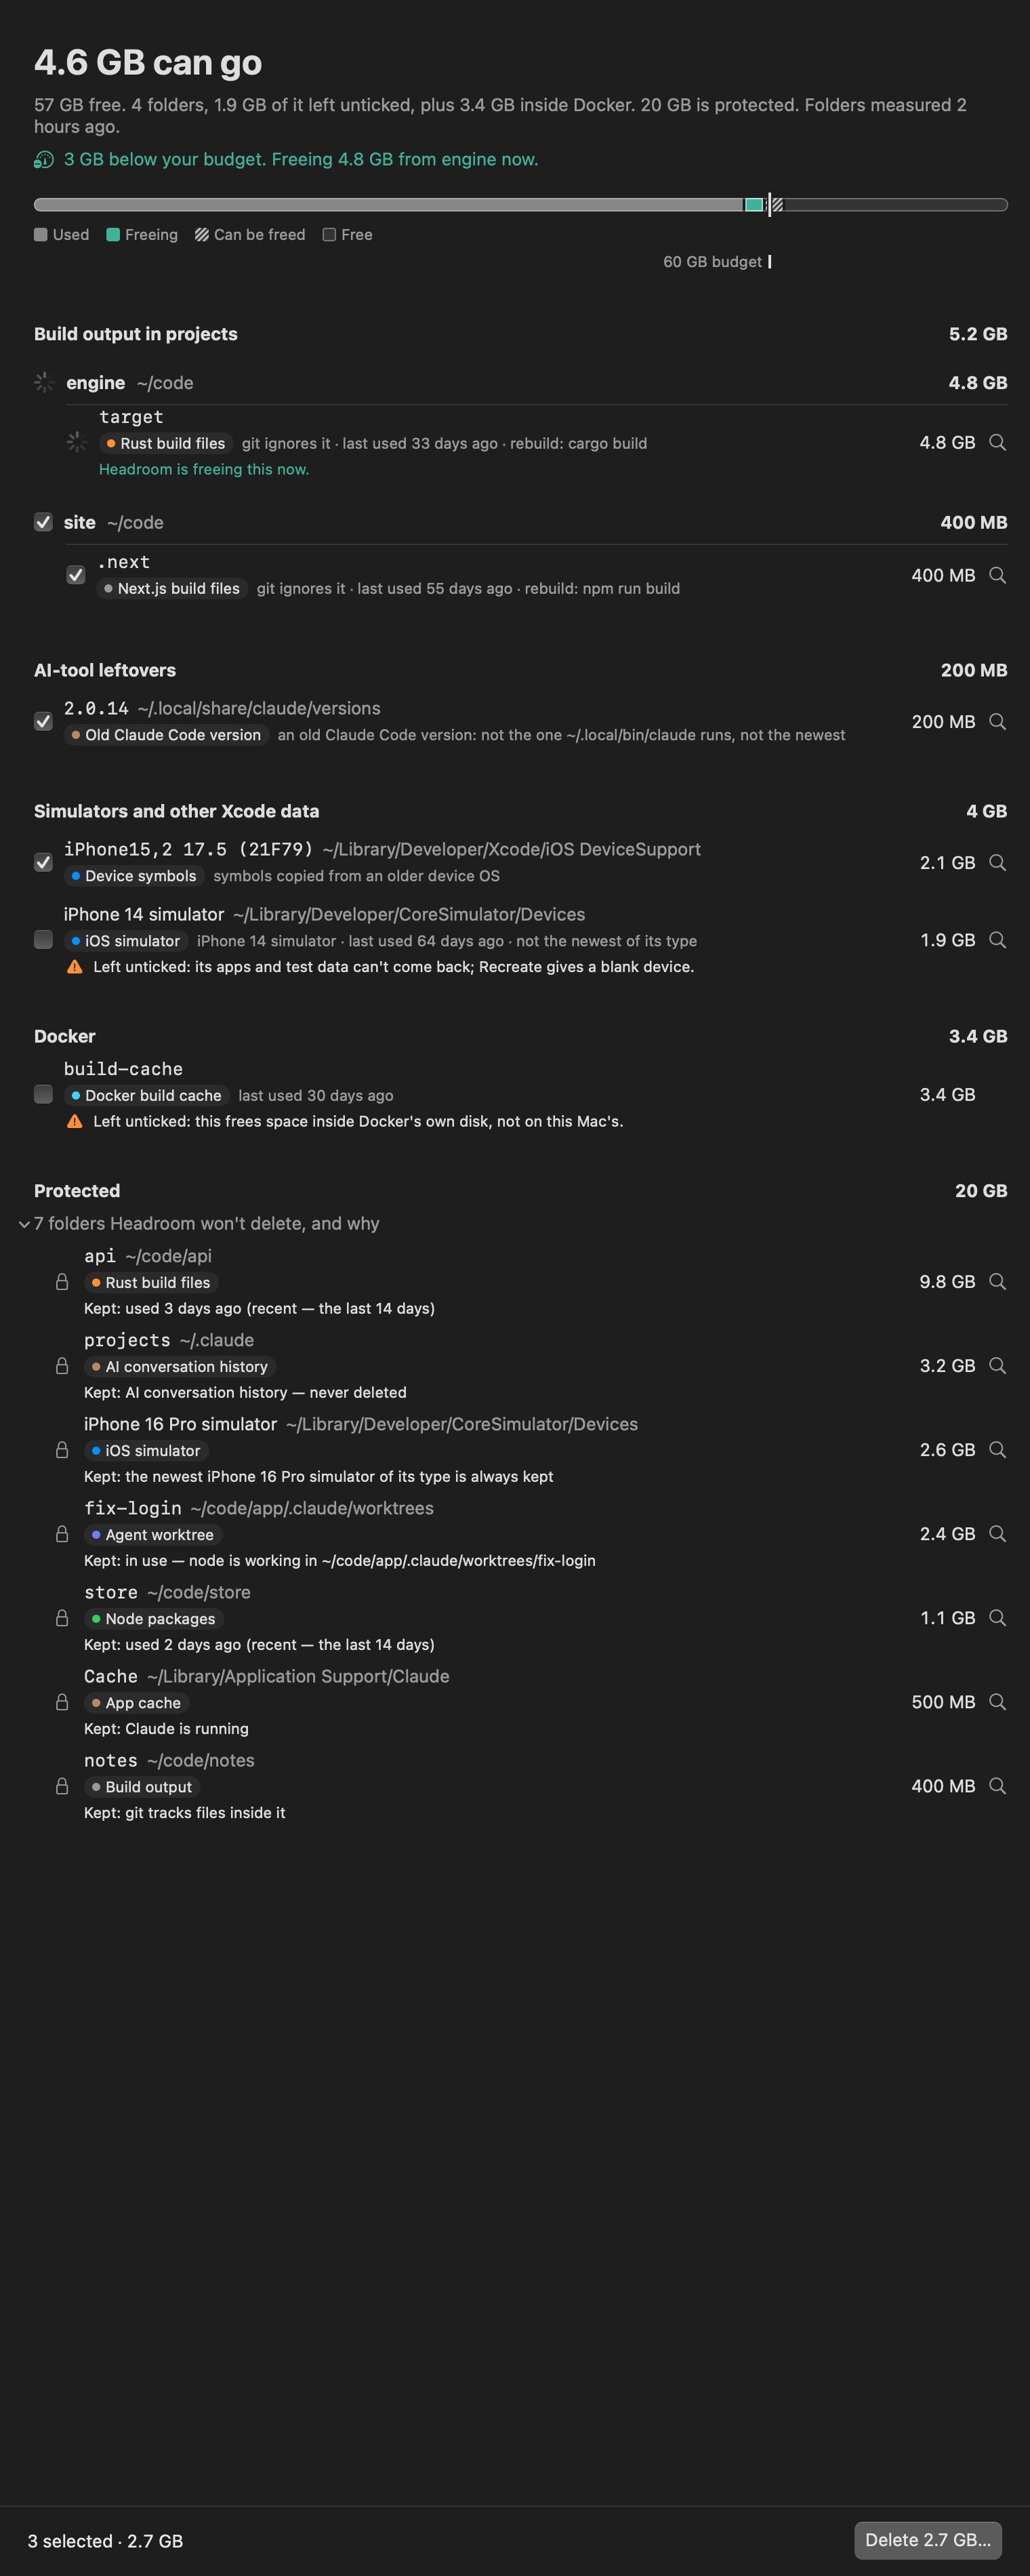 4.6 GB can go
57 GB free. 4 folders, 1.9 GB of it left unticked, plus 3.4 GB inside Docker. 20 GB is protected. Folders measured 2
hours ago.
3 GB below your budget. Freeing 4.8 GB from engine now.
Used Freeing Can be freed Free
60 GB budget
Build output in projects 5.2 GB
engine ~/code 4.8 GB
target
Rust build files git ignores it · last used 33 days ago · rebuild: cargo build 4.8 GB
Headroom is freeing this now.
site ~/code 400 MB
.next
Next.js build files git ignores it · last used 55 days ago · rebuild: npm run build 400 MB
AI-tool leftovers 200 MB
2.0.14 ~/.local/share/claude/versions
Old Claude Code version an old Claude Code version: not the one ~/.local/bin/claude runs, not the newest 200 MB
Simulators and other Xcode data 4 GB
iPhone15,2 17.5 (21F79) ~/Library/Developer/Xcode/iOS DeviceSupport
Device symbols symbols copied from an older device OS 2.1 GB
iPhone 14 simulator ~/Library/Developer/CoreSimulator/Devices
iOS simulator iPhone 14 simulator · last used 64 days ago · not the newest of its type 1.9 GB
Left unticked: its apps and test data can't come back; Recreate gives a blank device.
Docker 3.4 GB
build-cache
Docker build cache last used 30 days ago 3.4 GB
Left unticked: this frees space inside Docker's own disk, not on this Mac's.
Protected 20 GB
7 folders Headroom won't delete, and why
api ~/code/api
Rust build files 9.8 GB
Kept: used 3 days ago (recent — the last 14 days)
projects ~/.claude
AI conversation history 3.2 GB
Kept: AI conversation history — never deleted
iPhone 16 Pro simulator ~/Library/Developer/CoreSimulator/Devices
iOS simulator 2.6 GB
Kept: the newest iPhone 16 Pro simulator of its type is always kept
fix-login ~/code/app/.claude/worktrees
Agent worktree 2.4 GB
Kept: in use — node is working in ~/code/app/.claude/worktrees/fix-login
store ~/code/store
Node packages 1.1 GB
Kept: used 2 days ago (recent — the last 14 days)
Cache ~/Library/Application Support/Claude
App cache 500 MB
Kept: Claude is running
notes ~/code/notes
Build output 400 MB
Kept: git tracks files inside it
3 selected · 2.7 GB Delete 2.7 GB...